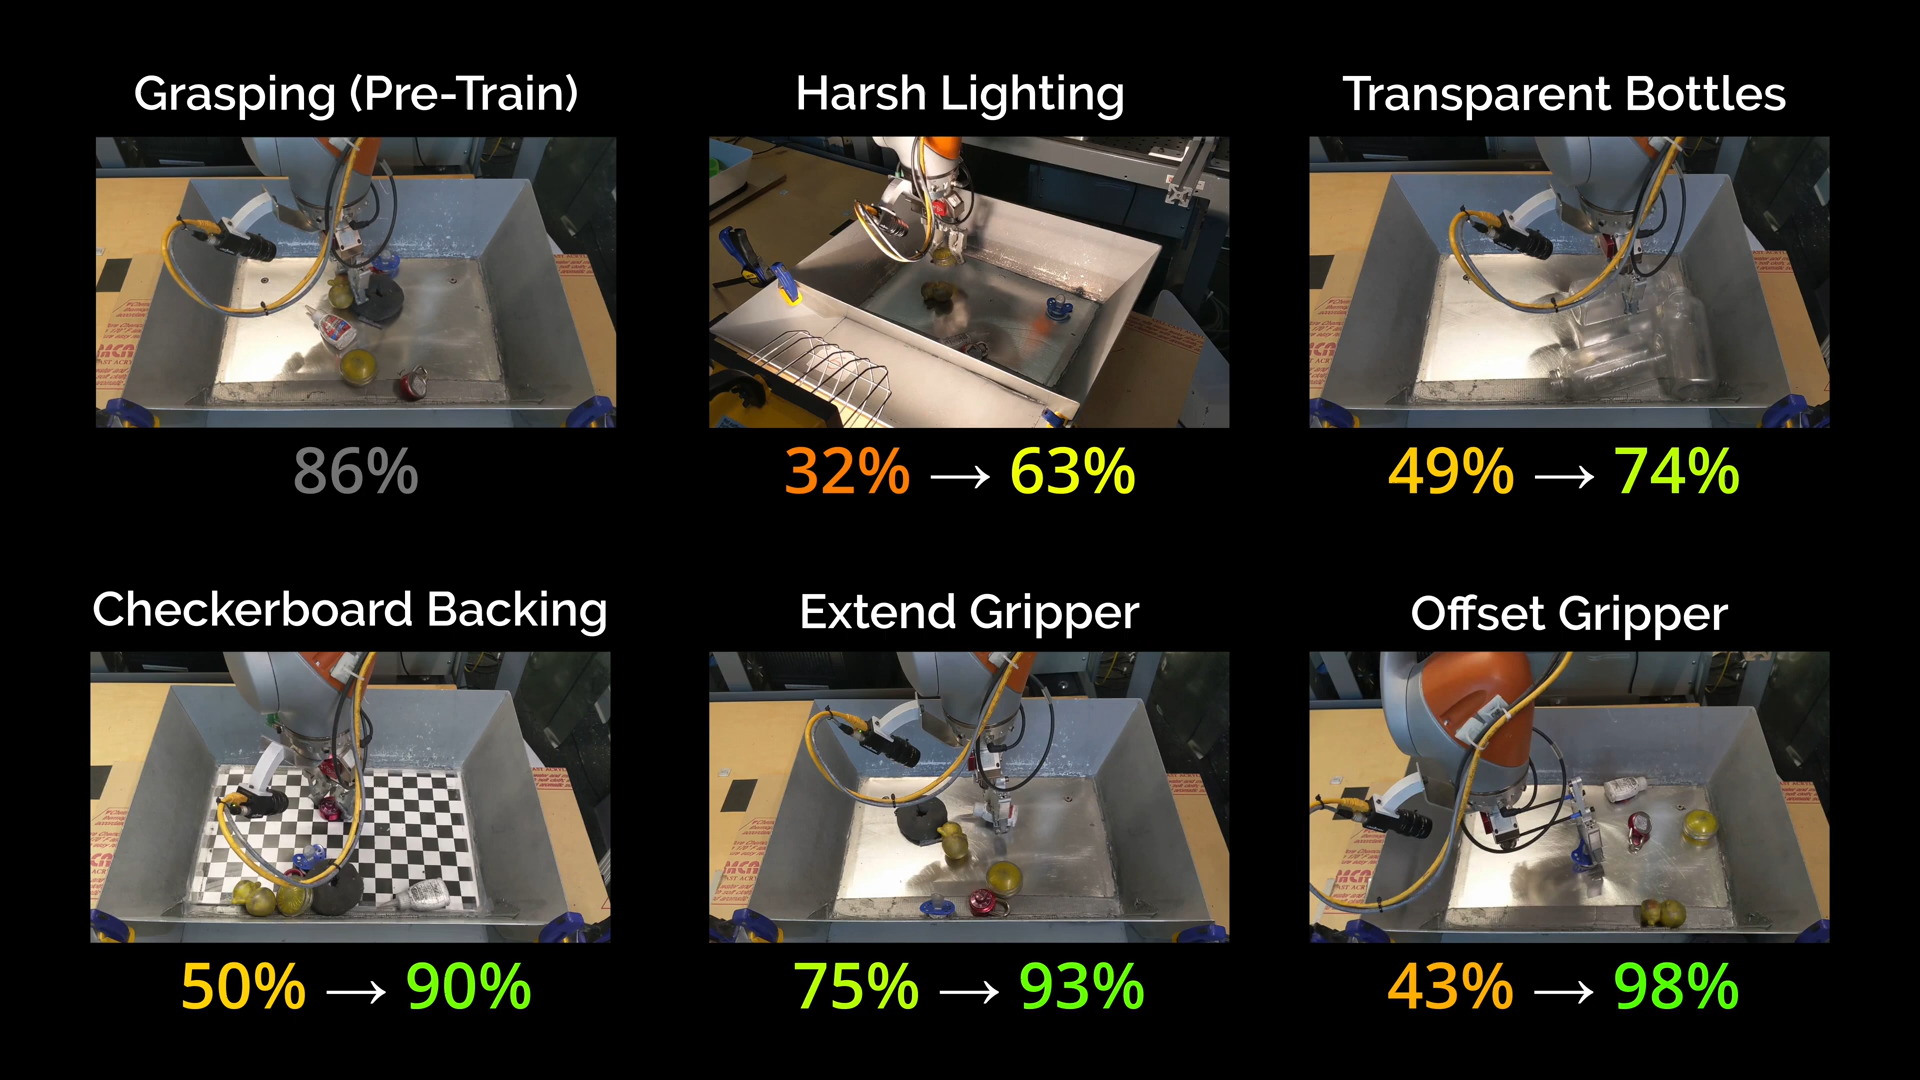 Grasping (Pre-Train)
Harsh Lighting
Transparent Bottles
86%
32% → 63%
49% → 74%
Checkerboard Backing
Extend Gripper
Offset Gripper
50% → 90%
75% → 93%
43% → 98%